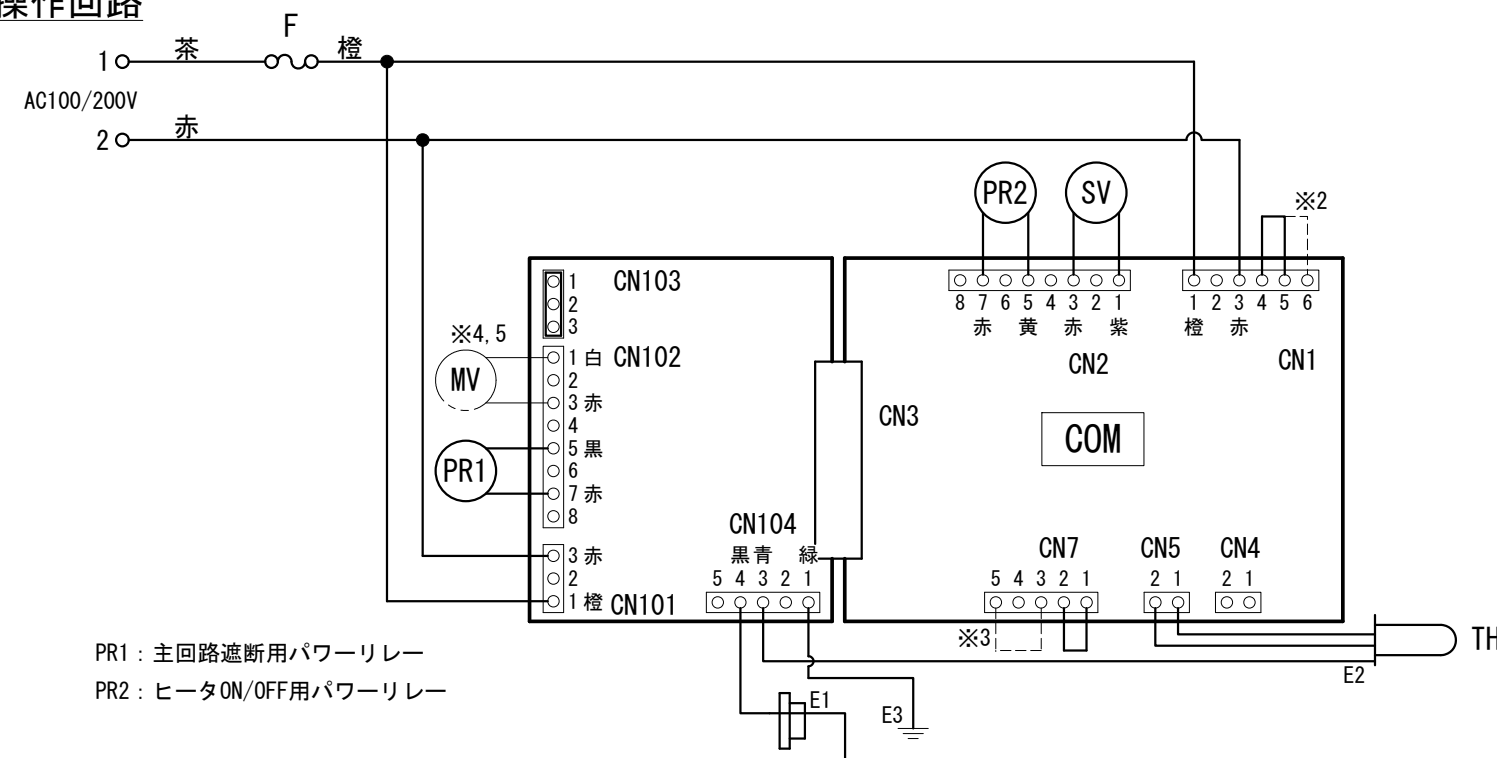 操作回路
F
1 茶 橙
AC100/200V
2 赤
PR2 SV ※2
CN103
1
2
3
8 7 6 5 4 3 2 1
赤 黄 赤 紫
CN2
1 2 3 4 5 6
橙 赤
CN1
※4,5
MV
PR1
CN102
1 白
2
3 赤
4
5 黒
6
7 赤
8
CN3
COM
CN104
黒 青 緑
5 4 3 2 1
3 赤
2
1 橙 CN101
CN7
5 4 3 2 1
※3
CN5
2 1
CN4
2 1
TH
E2
E1
E3
PR1：主回路遮断用パワーリレー
PR2：ヒータON/OFF用パワーリレー